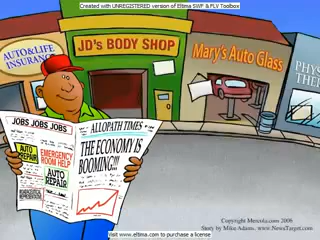 Created with UNREGISTERED version of Eltima SWF & FLV Toolbox
AUTO&LIFE
INSURANCE
JD's BODY SHOP
Mary's Auto Glass
JOBS JOBS JOBS
AUTO
REPAIR
EMERGENCY
ROOM HELP
AUTO
REPAIR
ALLOPATH TIMES
THE ECONOMY IS
BOOMING!!!
Copyright Mercola.com 2008
Story by Mike Adams, www.NewsTarget.com
Visit www.eltima.com to purchase a license